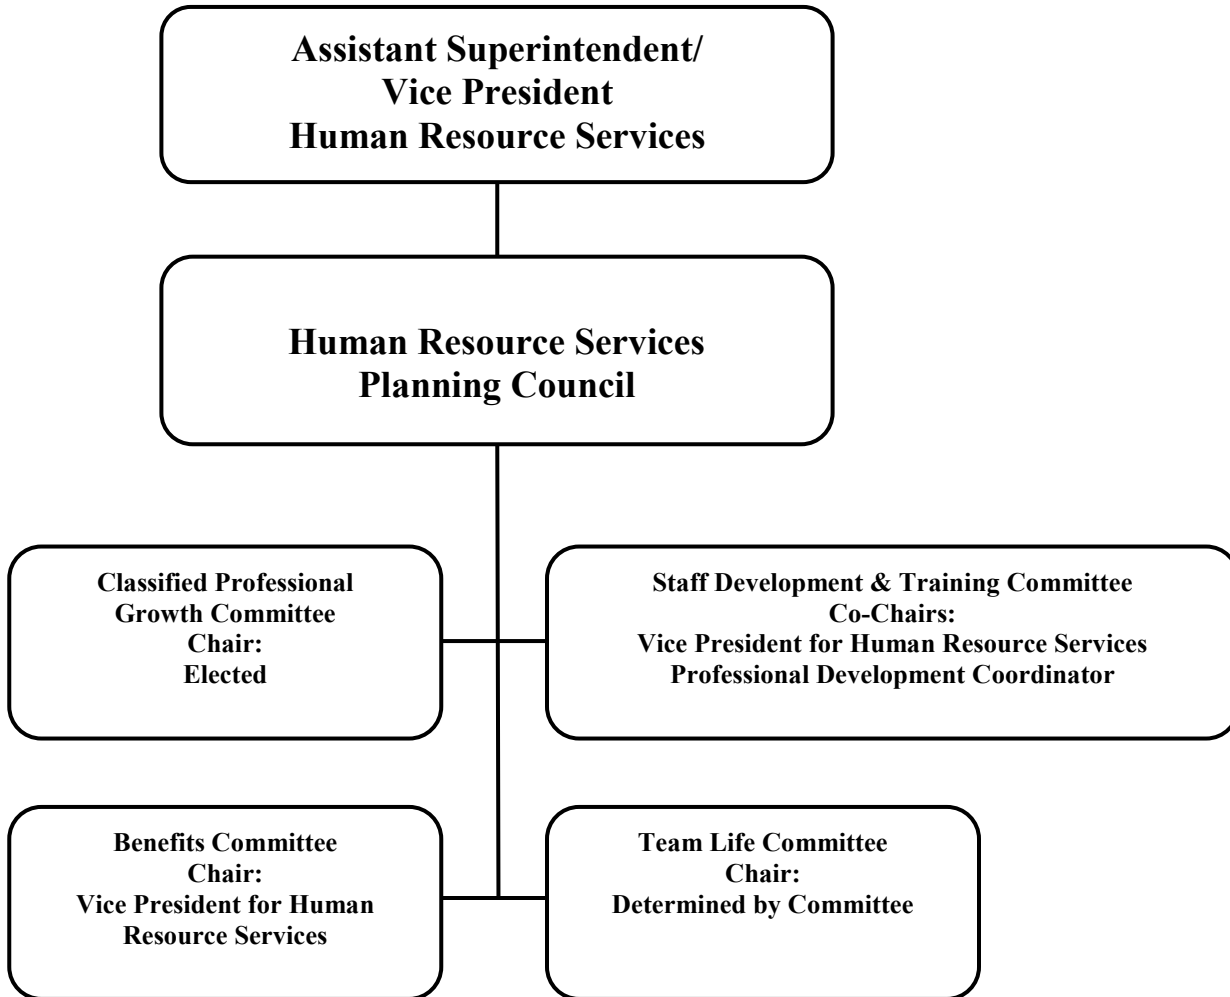 Assistant Superintendent/
Vice President
Human Resource Services
Human Resource Services
Planning Council
Classified Professional
Growth Committee
Chair:
Elected
Staff Development & Training Committee
Co-Chairs:
Vice President for Human Resource Services
Professional Development Coordinator
Benefits Committee
Chair:
Vice President for Human
Resource Services
Team Life Committee
Chair:
Determined by Committee